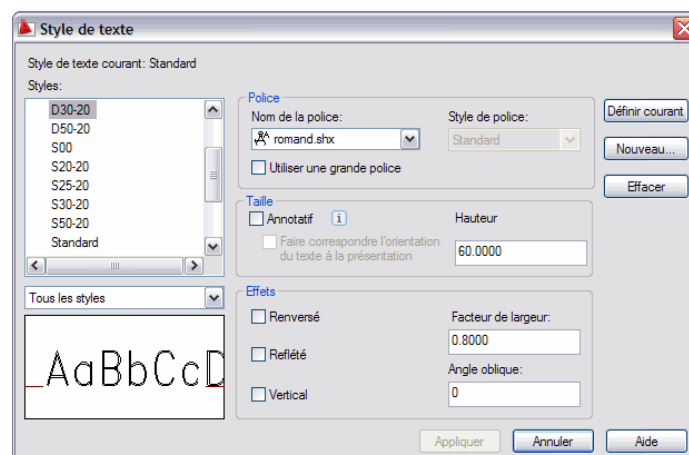 Style de texte
Style de texte courant: Standard
Styles:
D30-20
D50-20
S00
S20-20
S25-20
S30-20
S50-20
Standard
Tous les styles
AaBbCcD
Police
Nom de la police:
Style de police:
romand.shx
Standard
Utiliser une grande police
Taille
Annotatif
Hauteur
Faire correspondre l'orientation
du texte à la présentation
60.0000
Effets
Renversé
Facteur de largeur:
0.8000
Reflété
Angle oblique:
0
Vertical
Définir courant
Nouveau...
Effacer
Appliquer
Annuler
Aide